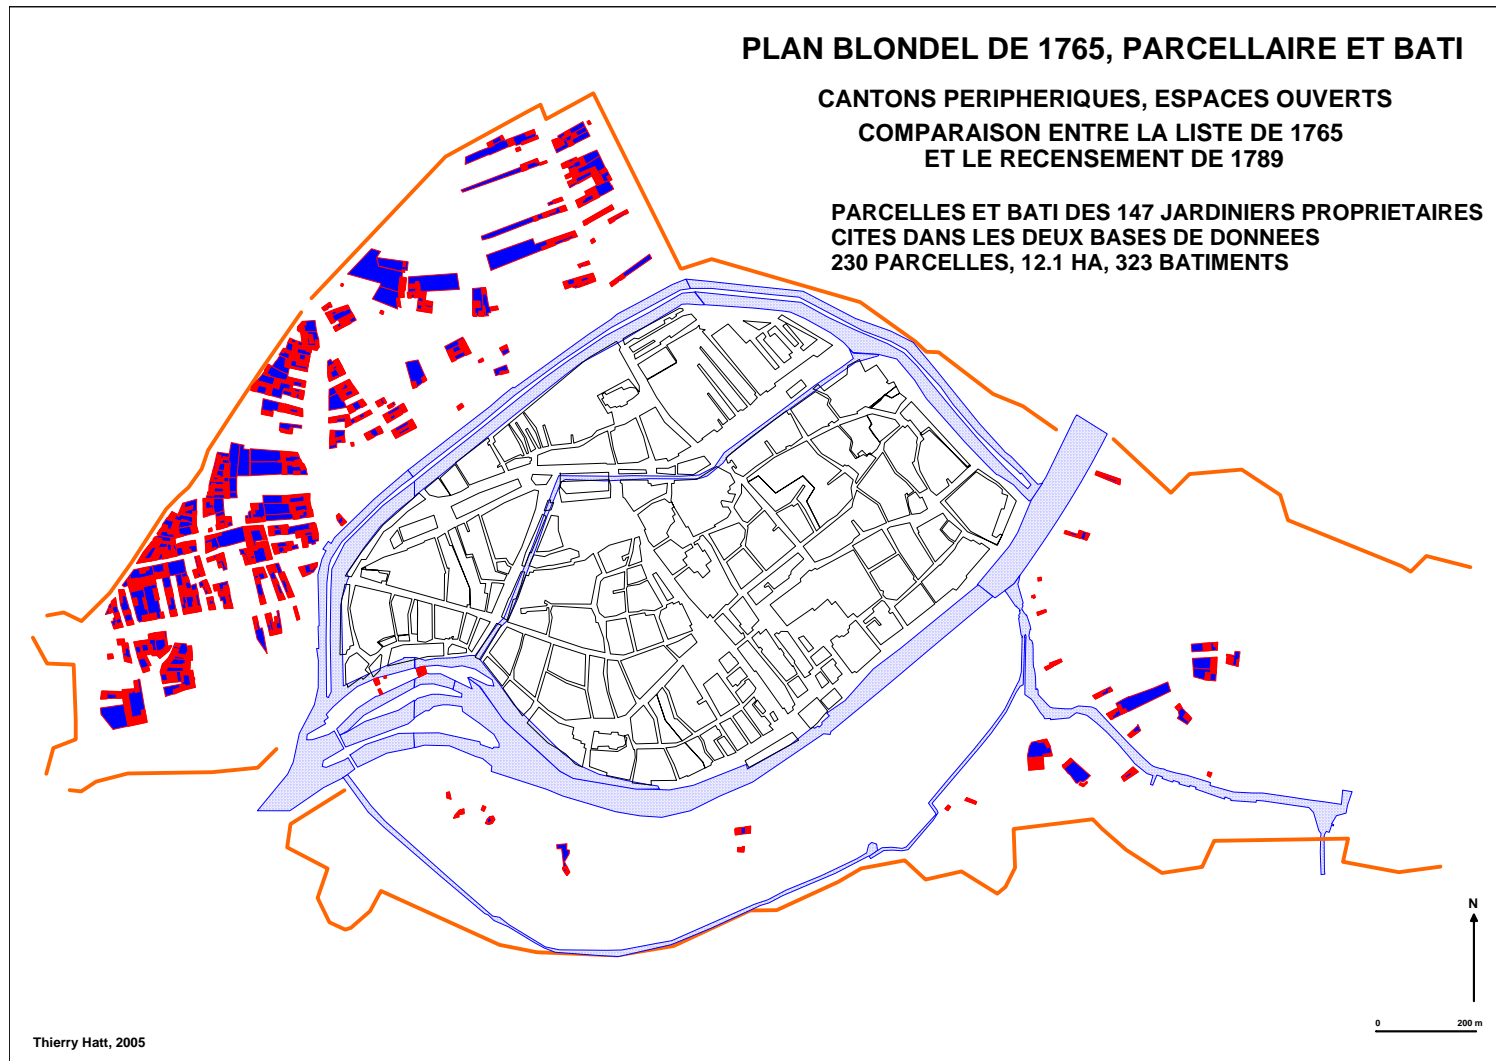 PLAN BLONDEL DE 1765, PARCELLAIRE ET BATI
CANTONS PERIPHERIQUES, ESPACES OUVERTS
COMPARAISON ENTRE LA LISTE DE 1765
ET LE RECENSEMENT DE 1789
PARCELLES ET BATI DES 147 JARDINIERS PROPRIETAIRES
CITES DANS LES DEUX BASES DE DONNEES
230 PARCELLES, 12.1 HA, 323 BATIMENTS
N
0 200 m
Thierry Hatt, 2005